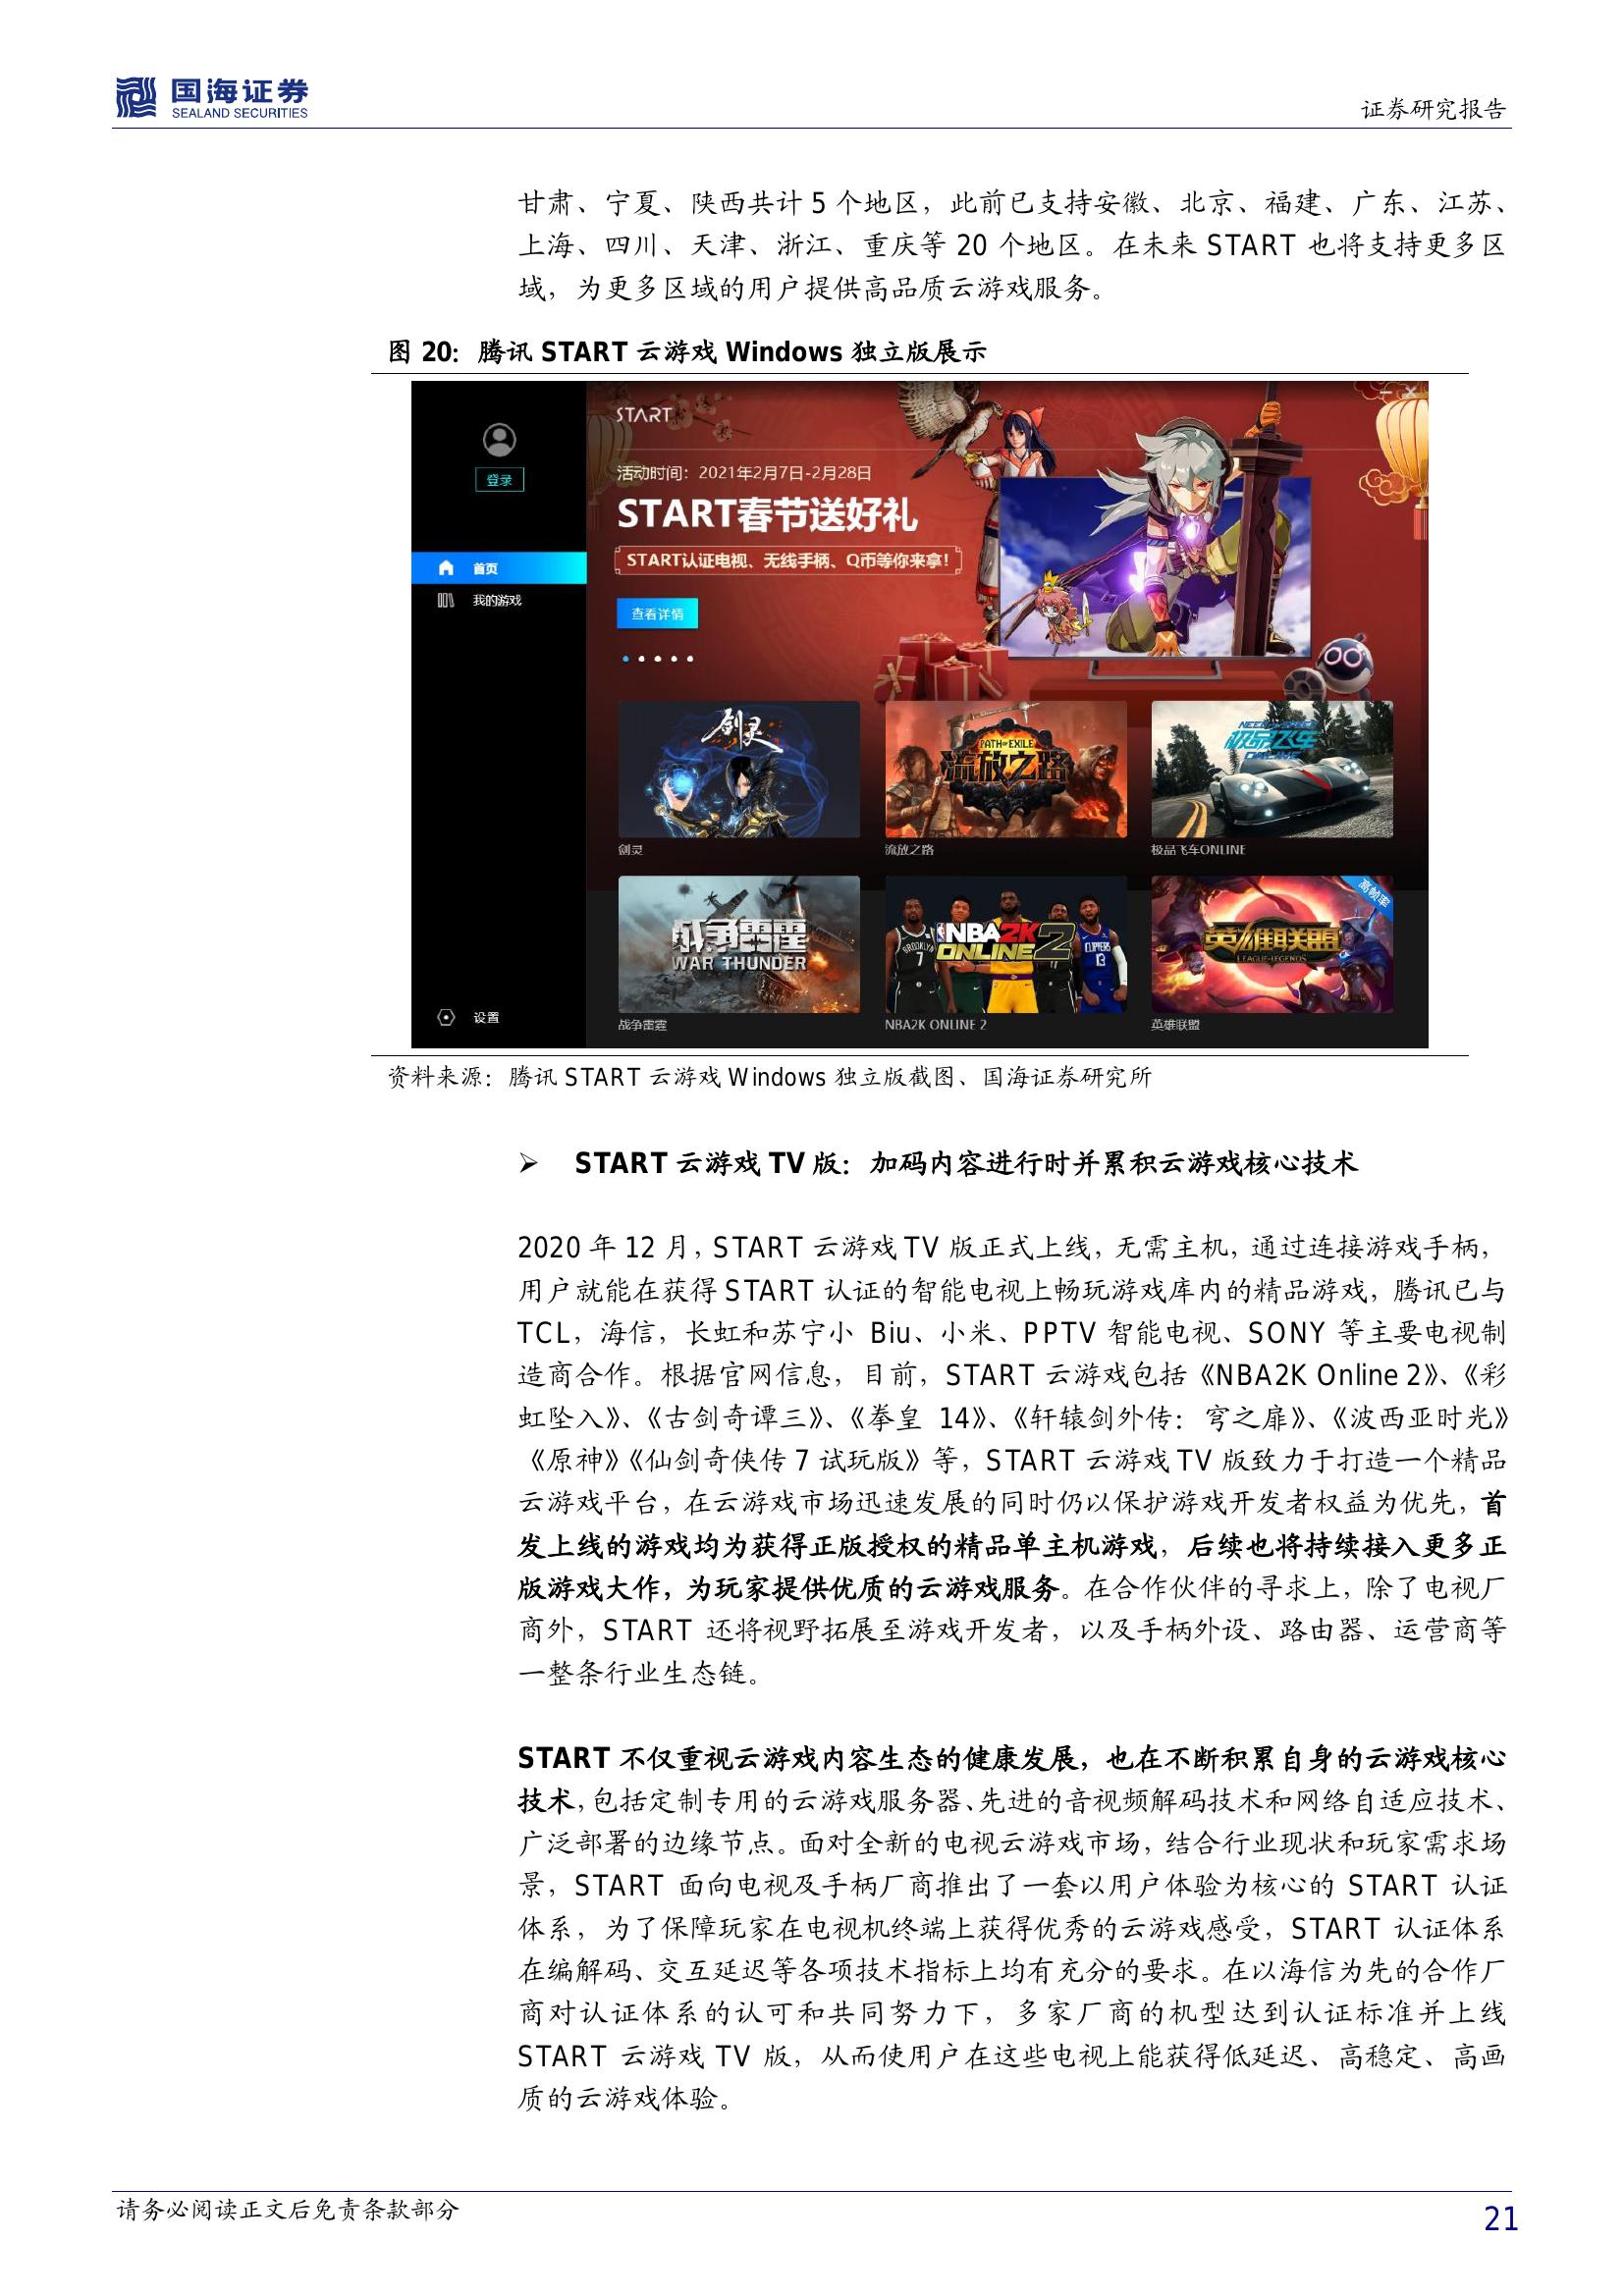 国海证券
SEALAND SECURITIES
证券研究报告
甘肃、宁夏、陕西共计 5 个地区，此前已支持安徽、北京、福建、广东、江苏、
上海、四川、天津、浙江、重庆等 20 个地区。在未来 START 也将支持更多区
域，为更多区域的用户提供高品质云游戏服务。
图 20：腾讯 START 云游戏 Windows 独立版展示
START
登录
活动时间：2021年2月7日-2月28日
START春节送好礼
START认证电视、无线手柄、Q币等你来拿！
首页
我的游戏
查看详情
剑灵
PATH OF EXILE
流放之路
NEED FOR SPEED
极品飞车
ONLINE
剑灵
流放之路
极品飞车ONLINE
战争雷霆
WAR THUNDER
BROOKLYN
7
NBA2K
ONLINE 2
CLIPPERS
13
高帧率
英雄联盟
LEAGUE OF LEGENDS
设置
战争雷霆
NBA2K ONLINE 2
英雄联盟
资料来源：腾讯 START 云游戏 Windows 独立版截图、国海证券研究所
➢ START 云游戏 TV 版：加码内容进行时并累积云游戏核心技术
2020 年 12 月，START 云游戏 TV 版正式上线，无需主机，通过连接游戏手柄，
用户就能在获得 START 认证的智能电视上畅玩游戏库内的精品游戏，腾讯已与
TCL，海信，长虹和苏宁小 Biu、小米、PPTV 智能电视、SONY 等主要电视制
造商合作。根据官网信息，目前，START 云游戏包括《NBA2K Online 2》、《彩
虹坠入》、《古剑奇谭三》、《拳皇 14》、《轩辕剑外传：穹之扉》、《波西亚时光》
《原神》《仙剑奇侠传 7 试玩版》等，START 云游戏 TV 版致力于打造一个精品
云游戏平台，在云游戏市场迅速发展的同时仍以保护游戏开发者权益为优先，首
发上线的游戏均为获得正版授权的精品单主机游戏，后续也将持续接入更多正
版游戏大作，为玩家提供优质的云游戏服务。在合作伙伴的寻求上，除了电视厂
商外，START 还将视野拓展至游戏开发者，以及手柄外设、路由器、运营商等
一整条行业生态链。
START 不仅重视云游戏内容生态的健康发展，也在不断积累自身的云游戏核心
技术，包括定制专用的云游戏服务器、先进的音视频解码技术和网络自适应技术、
广泛部署的边缘节点。面对全新的电视云游戏市场，结合行业现状和玩家需求场
景，START 面向电视及手柄厂商推出了一套以用户体验为核心的 START 认证
体系，为了保障玩家在电视机终端上获得优秀的云游戏感受，START 认证体系
在编解码、交互延迟等各项技术指标上均有充分的要求。在以海信为先的合作厂
商对认证体系的认可和共同努力下，多家厂商的机型达到认证标准并上线
START 云游戏 TV 版，从而使用户在这些电视上能获得低延迟、高稳定、高画
质的云游戏体验。
请务必阅读正文后免责条款部分
21